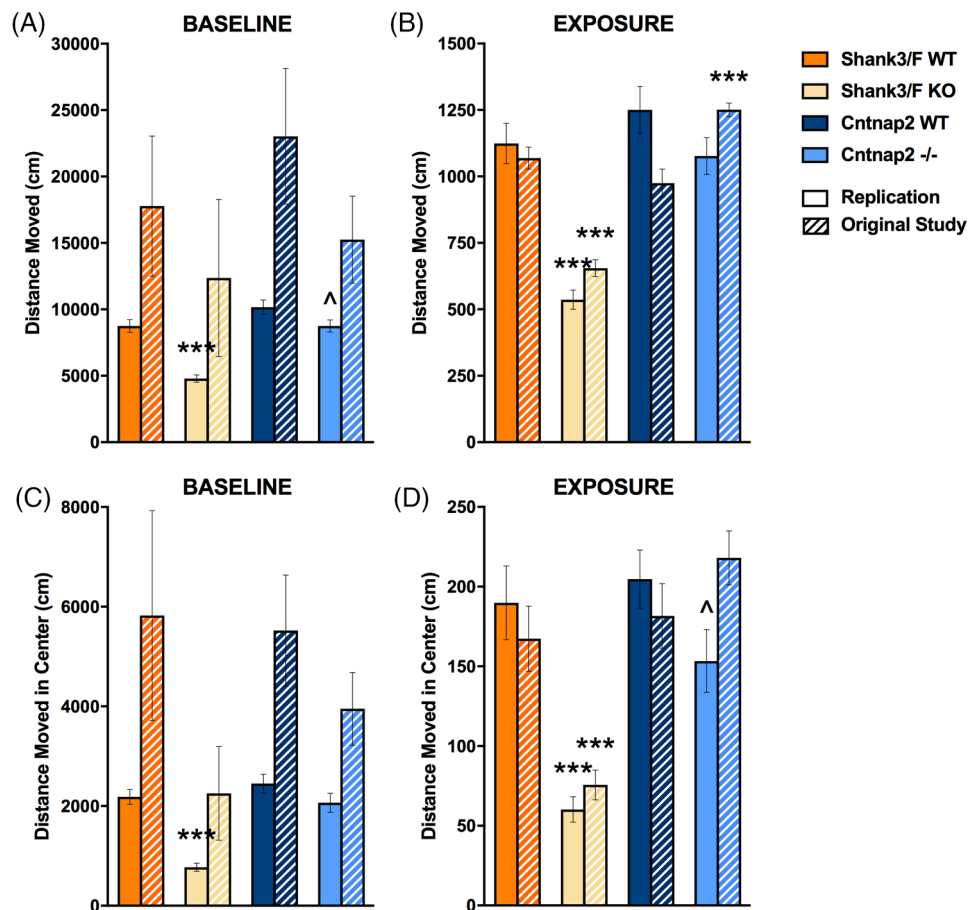 (A)
BASELINE
Distance Moved (cm)
30000
25000
20000
15000
10000
5000
0
***
^
(B)
EXPOSURE
Distance Moved (cm)
1500
1250
1000
750
500
250
0
***
***
***
Shank3/F WT
Shank3/F KO
Cntnap2 WT
Cntnap2 -/-
Replication
Original Study
(C)
BASELINE
Distance Moved in Center (cm)
8000
6000
4000
2000
0
***
(D)
EXPOSURE
Distance Moved in Center (cm)
250
200
150
100
50
0
***
***
^